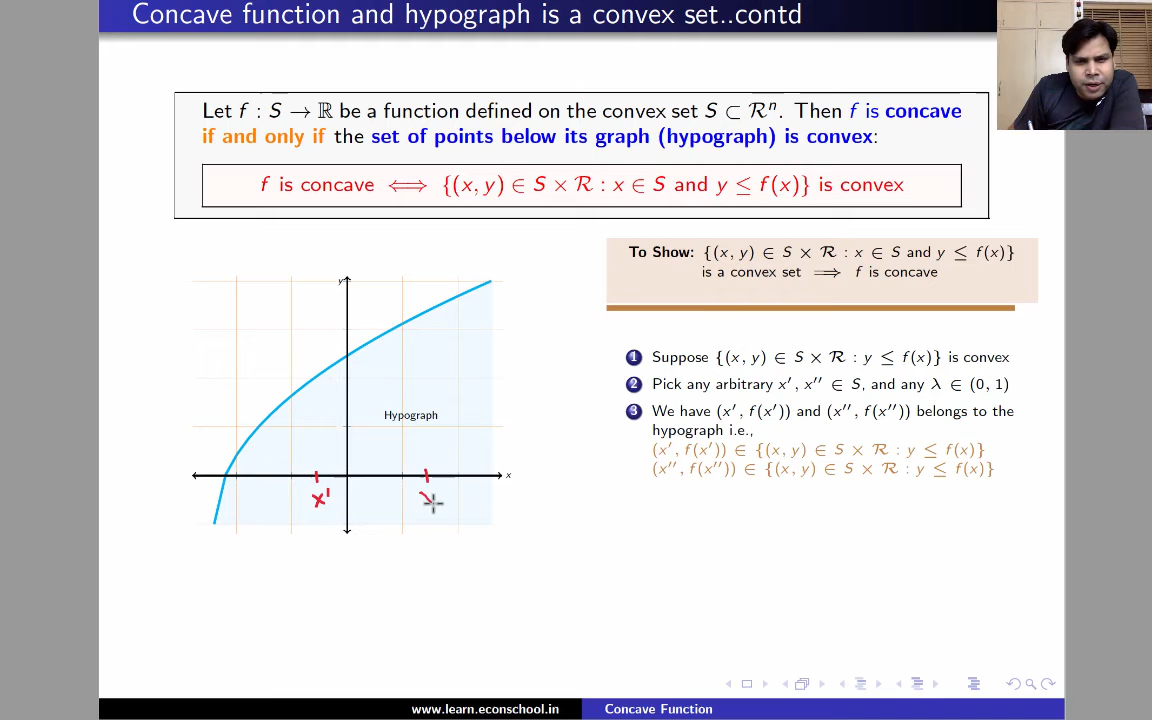 Concave function and hypograph is a convex set..contd
Let f : S → ℝ be a function defined on the convex set S ⊂ ℛⁿ. Then f is concave
if and only if the set of points below its graph (hypograph) is convex:
f is concave ⟺ {(x, y) ∈ S × ℛ : x ∈ S and y ≤ f(x)} is convex
To Show: {(x, y) ∈ S × ℛ : x ∈ S and y ≤ f(x)}
is a convex set ⟹ f is concave
y
Hypograph
x
x'
1 Suppose {(x, y) ∈ S × ℛ : y ≤ f(x)} is convex
2 Pick any arbitrary x′, x″ ∈ S, and any λ ∈ (0, 1)
3 We have (x′, f(x′)) and (x″, f(x″)) belongs to the
hypograph i.e.,
(x′, f(x′)) ∈ {(x, y) ∈ S × ℛ : y ≤ f(x)}
(x″, f(x″)) ∈ {(x, y) ∈ S × ℛ : y ≤ f(x)}
www.learn.econschool.in
Concave Function